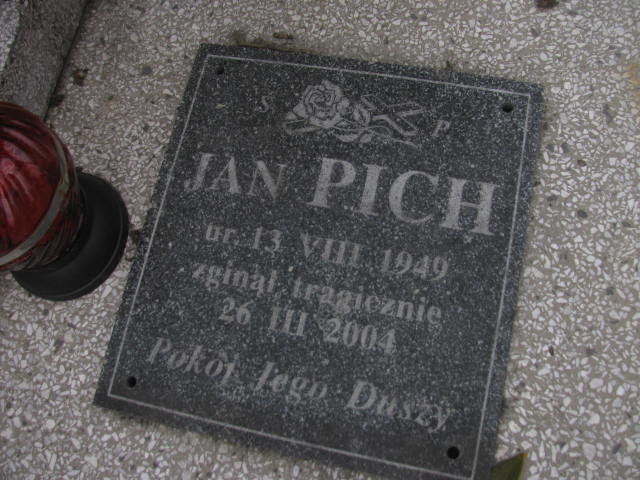 Ś P
JAN PICH
ur. 13 VIII 1949
zginął tragicznie
26 III 2004
Pokój Jego Duszy